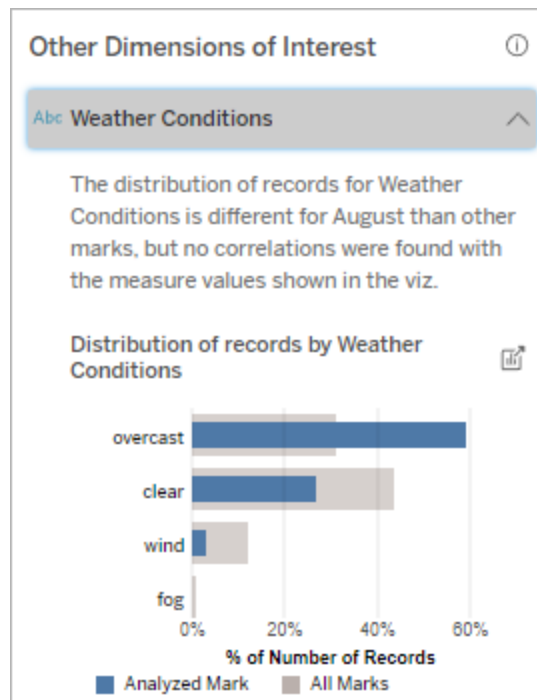 Other Dimensions of Interest
Abc Weather Conditions
The distribution of records for Weather
Conditions is different for August than other
marks, but no correlations were found with
the measure values shown in the viz.
Distribution of records by Weather
Conditions
overcast
clear
wind
fog
0% 20% 40% 60%
% of Number of Records
Analyzed Mark All Marks